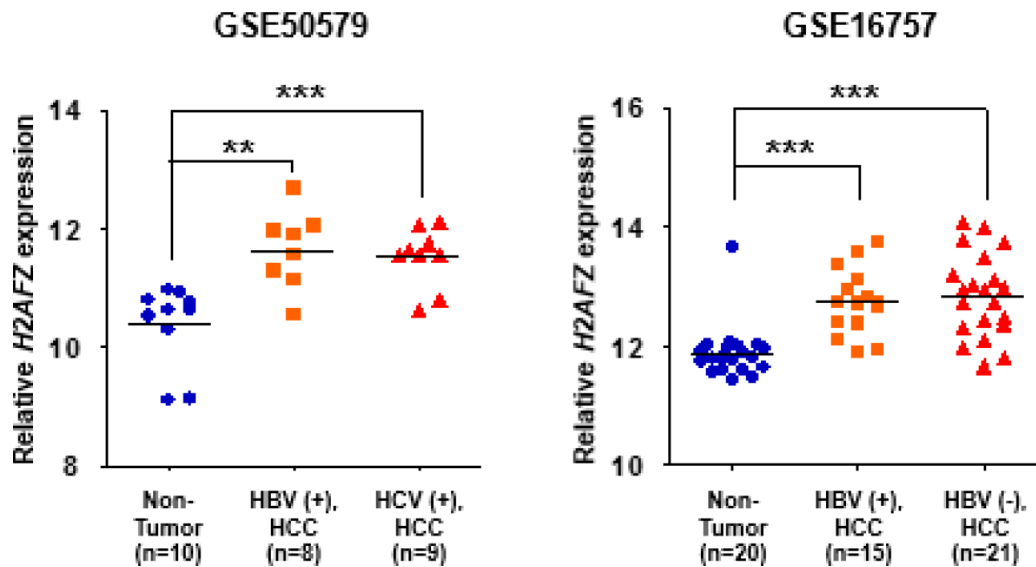 GSE50579
Relative H2AFZ expression
14
12
10
8
***
**
Non-
Tumor
(n=10)
HBV (+),
HCC
(n=8)
HCV (+),
HCC
(n=9)
GSE16757
Relative H2AFZ expression
16
14
12
10
***
***
Non-
Tumor
(n=20)
HBV (+),
HCC
(n=15)
HBV (-),
HCC
(n=21)